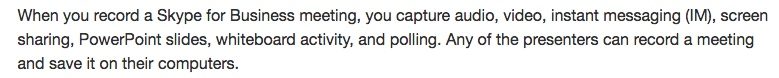 When you record a Skype for Business meeting, you capture audio, video, instant messaging (IM), screen
sharing, PowerPoint slides, whiteboard activity, and polling. Any of the presenters can record a meeting
and save it on their computers.